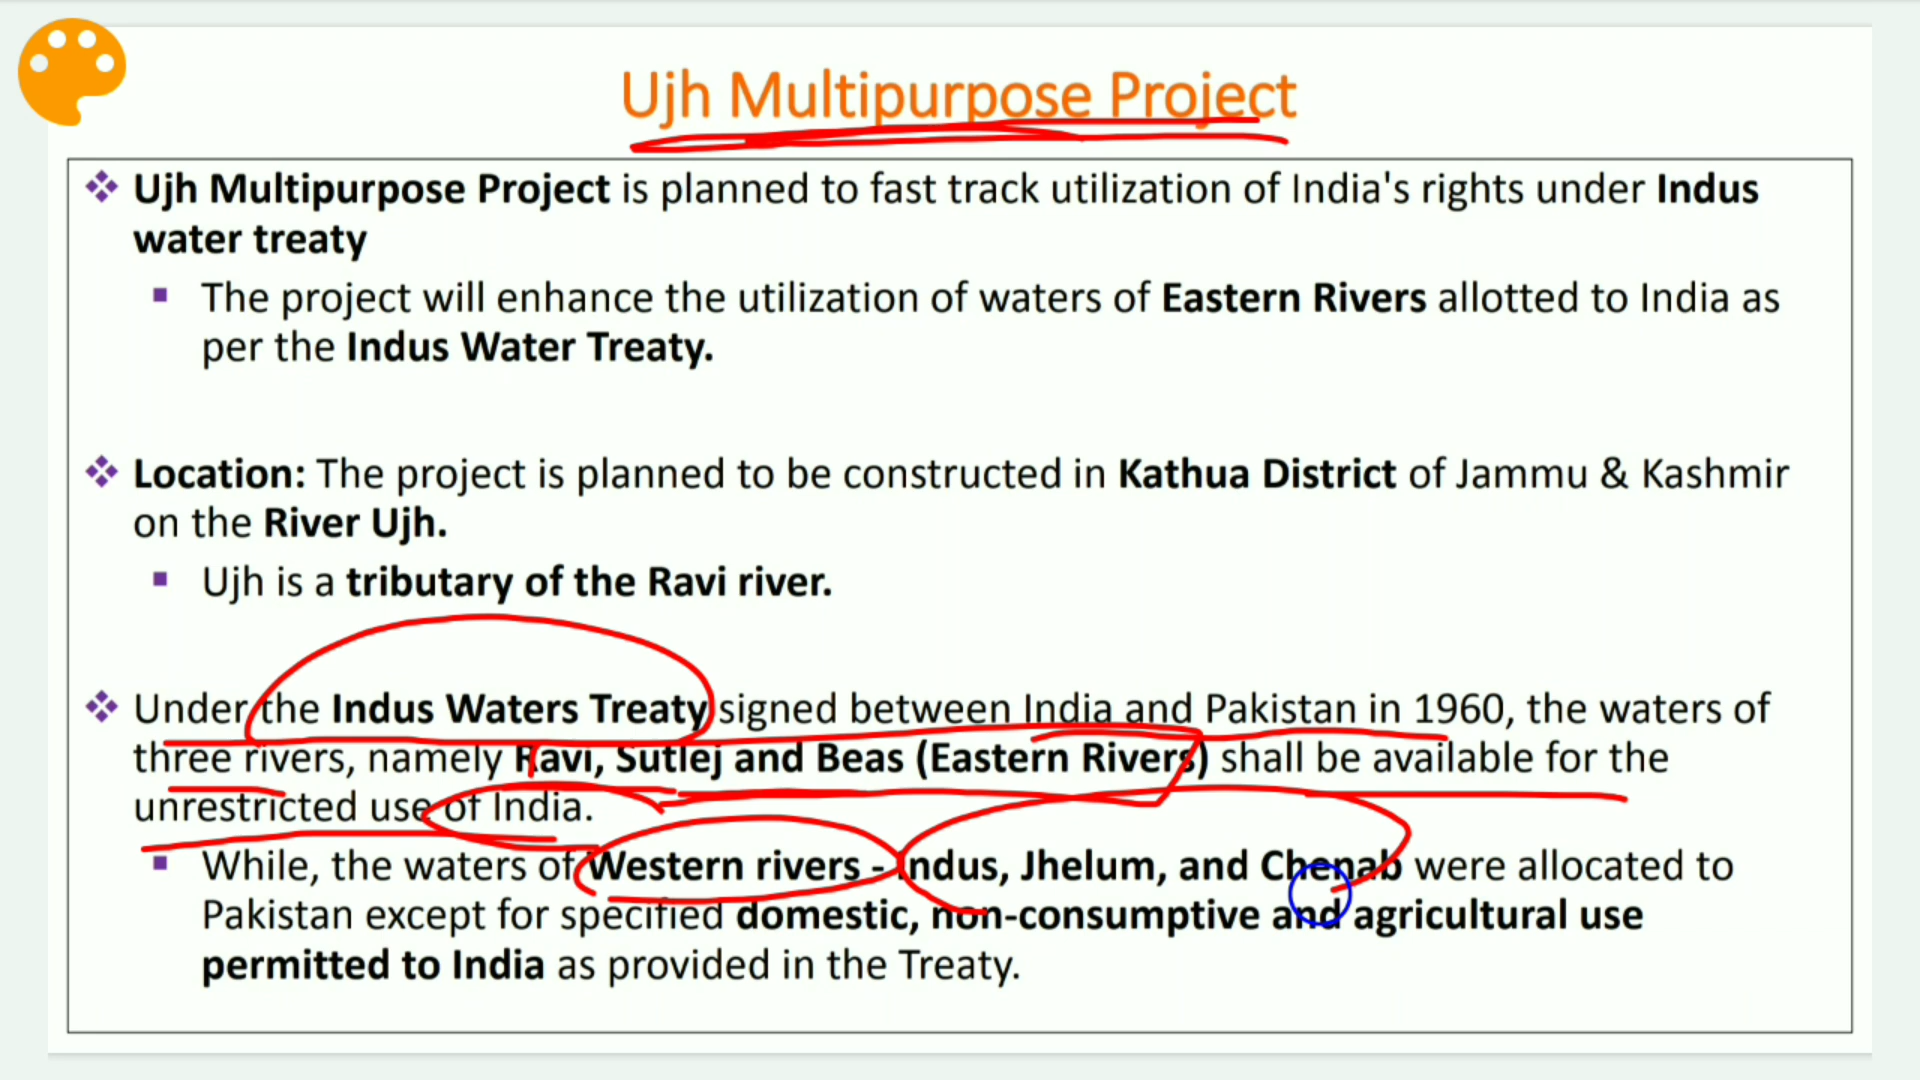 Ujh Multipurpose Project
Ujh Multipurpose Project is planned to fast track utilization of India's rights under Indus
water treaty
The project will enhance the utilization of waters of Eastern Rivers allotted to India as
per the Indus Water Treaty.
Location: The project is planned to be constructed in Kathua District of Jammu & Kashmir
on the River Ujh.
Ujh is a tributary of the Ravi river.
Under the Indus Waters Treaty signed between India and Pakistan in 1960, the waters of
three rivers, namely Ravi, Sutlej and Beas (Eastern Rivers) shall be available for the
unrestricted use of India.
While, the waters of Western rivers - Indus, Jhelum, and Chenab were allocated to
Pakistan except for specified domestic, non-consumptive and agricultural use
permitted to India as provided in the Treaty.